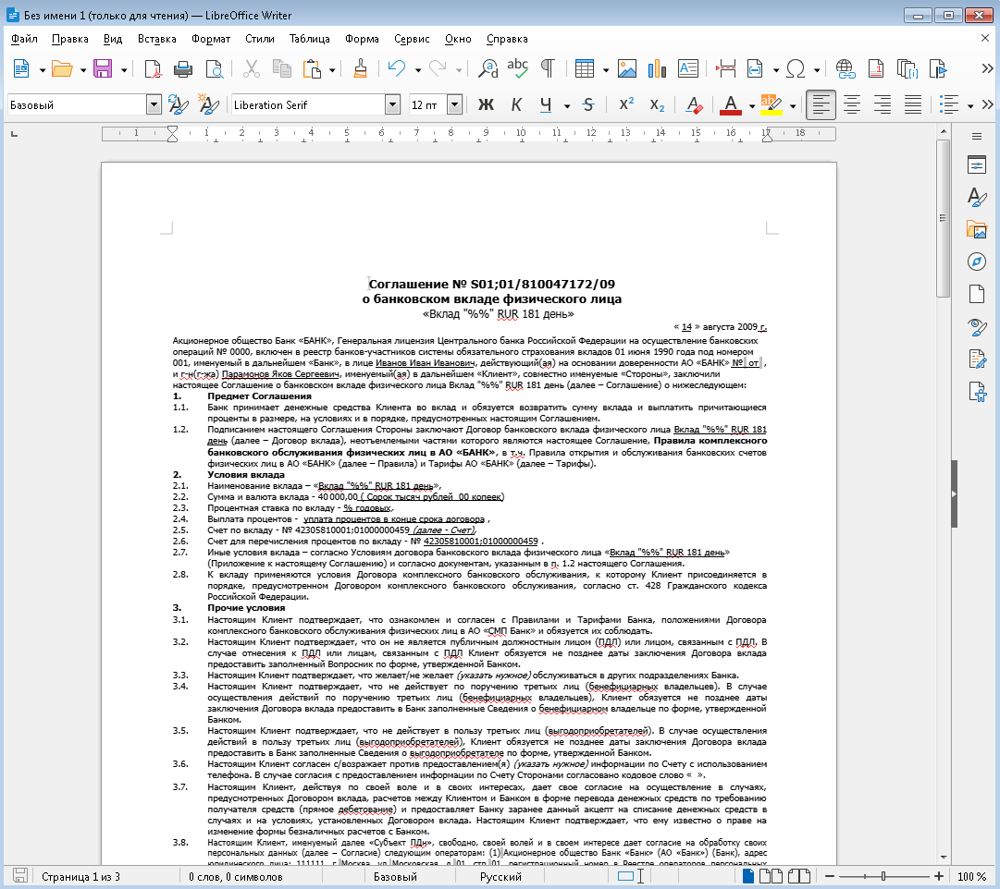 Без имени 1 (только для чтения) — LibreOffice Writer
Файл Правка Вид Вставка Формат Стили Таблица Форма Сервис Окно Справка
Базовый Liberation Serif 12 пт Ж К Ч S X² X₂ A
1 1 2 3 4 5 6 7 8 9 10 11 12 13 14 15 16 17 18
Соглашение № S01;01/810047172/09
о банковском вкладе физического лица
«Вклад "%%" RUR 181 день»
« 14 » августа 2009 г.
Акционерное общество Банк «БАНК», Генеральная лицензия Центрального банка Российской Федерации на осуществление банковских
операций № 0000, включен в реестр банков-участников системы обязательного страхования вкладов 01 июня 1990 года под номером
001, именуемый в дальнейшем «Банк», в лице Иванов Иван Иванович, действующий(ая) на основании доверенности АО «БАНК» № от ,
и г-н(г-жа) Парамонов Яков Сергеевич, именуемый(ая) в дальнейшем «Клиент», совместно именуемые «Стороны», заключили
настоящее Соглашение о банковском вкладе физического лица Вклад "%%" RUR 181 день (далее – Соглашение) о нижеследующем:
1. Предмет Соглашения
1.1. Банк принимает денежные средства Клиента во вклад и обязуется возвратить сумму вклада и выплатить причитающиеся
проценты в размере, на условиях и в порядке, предусмотренных настоящим Соглашением.
1.2. Подписанием настоящего Соглашения Стороны заключают Договор банковского вклада физического лица Вклад "%%" RUR 181
день (далее – Договор вклада), неотъемлемыми частями которого являются настоящее Соглашение, Правила комплексного
банковского обслуживания физических лиц в АО «БАНК», в т.ч. Правила открытия и обслуживания банковских счетов
физических лиц в АО «БАНК» (далее – Правила) и Тарифы АО «БАНК» (далее – Тарифы).
2. Условия вклада
2.1. Наименование вклада – «Вклад "%%" RUR 181 день»,
2.2. Сумма и валюта вклада - 40 000,00 ( Сорок тысяч рублей 00 копеек)
2.3. Процентная ставка по вкладу - % годовых,
2.4. Выплата процентов - уплата процентов в конце срока договора ,
2.5. Счет по вкладу - № 42305810001;01000000459 (далее - Счет),
2.6. Счет для перечисления процентов по вкладу - № 42305810001;01000000459 .
2.7. Иные условия вклада – согласно Условиям договора банковского вклада физического лица «Вклад "%%" RUR 181 день»
(Приложение к настоящему Соглашению) и согласно документам, указанным в п. 1.2 настоящего Соглашения.
2.8. К вкладу применяются условия Договора комплексного банковского обслуживания, к которому Клиент присоединяется в
порядке, предусмотренном Договором комплексного банковского обслуживания, согласно ст. 428 Гражданского кодекса
Российской Федерации.
3. Прочие условия
3.1. Настоящим Клиент подтверждает, что ознакомлен и согласен с Правилами и Тарифами Банка, положениями Договора
комплексного банковского обслуживания физических лиц в АО «СМП Банк» и обязуется их соблюдать.
3.2. Настоящим Клиент подтверждает, что он не является публичным должностным лицом (ПДЛ) или лицом, связанным с ПДЛ. В
случае отнесения к ПДЛ или лицам, связанным с ПДЛ Клиент обязуется не позднее даты заключения Договора вклада
предоставить заполненный Вопросник по форме, утвержденной Банком.
3.3. Настоящим Клиент подтверждает, что желает/не желает (указать нужное) обслуживаться в других подразделениях Банка.
3.4. Настоящим Клиент подтверждает, что не действует по поручению третьих лиц (бенефициарных владельцев). В случае
осуществления действий по поручению третьих лиц (бенефициарных владельцев), Клиент обязуется не позднее даты
заключения Договора вклада предоставить в Банк заполненные Сведения о бенефициарном владельце по форме, утвержденной
Банком.
3.5. Настоящим Клиент подтверждает, что не действует в пользу третьих лиц (выгодоприобретателей). В случае осуществления
действий в пользу третьих лиц (выгодоприобретателей), Клиент обязуется не позднее даты заключения Договора вклада
предоставить в Банк заполненные Сведения о выгодоприобретателе по форме, утвержденной Банком.
3.6. Настоящим Клиент согласен с/возражает против предоставлением(я) (указать нужное) информации по Счету с использованием
телефона. В случае согласия с предоставлением информации по Счету Сторонами согласовано кодовое слово « ».
3.7. Настоящим Клиент, действуя по своей воле и в своих интересах, дает свое согласие на осуществление в случаях,
предусмотренных Договором вклада, расчетов между Клиентом и Банком в форме перевода денежных средств по требованию
получателя средств (прямое дебетование) и предоставляет Банку заранее данный акцепт на списание денежных средств в
случаях и на условиях, установленных Договором вклада. Настоящим Клиент подтверждает, что ему известно о праве на
изменение формы безналичных расчетов с Банком.
3.8. Настоящим Клиент, именуемый далее «Субъект ПДн», свободно, своей волей и в своем интересе дает согласие на обработку своих
персональных данных (далее – Согласие) следующим операторам: (1) Акционерное общество Банк «Банк» (АО «Банк») (Банк), адрес
юридического лица: 111111, г.Москва, ул.Московская, д.01, стр.01, регистрационный номер в Реестре операторов персональных
Страница 1 из 3 0 слов, 0 символов Базовый Русский 100 %